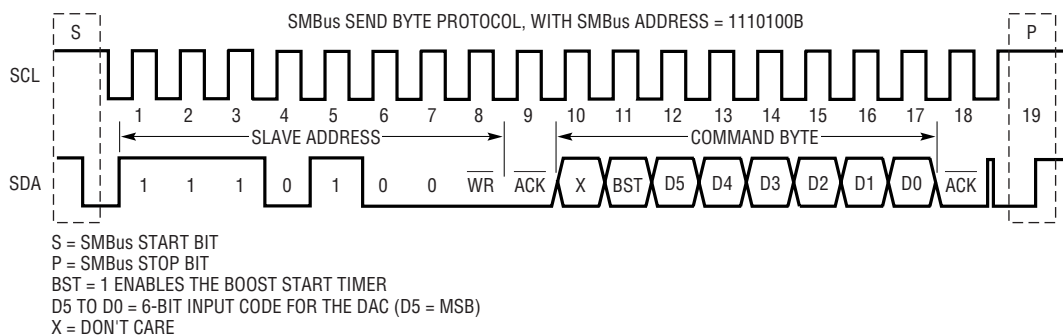 SMBus SEND BYTE PROTOCOL, WITH SMBus ADDRESS = 1110100B
S P
SCL
1 2 3 4 5 6 7 8 9 10 11 12 13 14 15 16 17 18 19
SLAVE ADDRESS COMMAND BYTE
SDA 1 1 1 0 1 0 0 WR ACK X BST D5 D4 D3 D2 D1 D0 ACK
S = SMBus START BIT
P = SMBus STOP BIT
BST = 1 ENABLES THE BOOST START TIMER
D5 TO D0 = 6-BIT INPUT CODE FOR THE DAC (D5 = MSB)
X = DON'T CARE